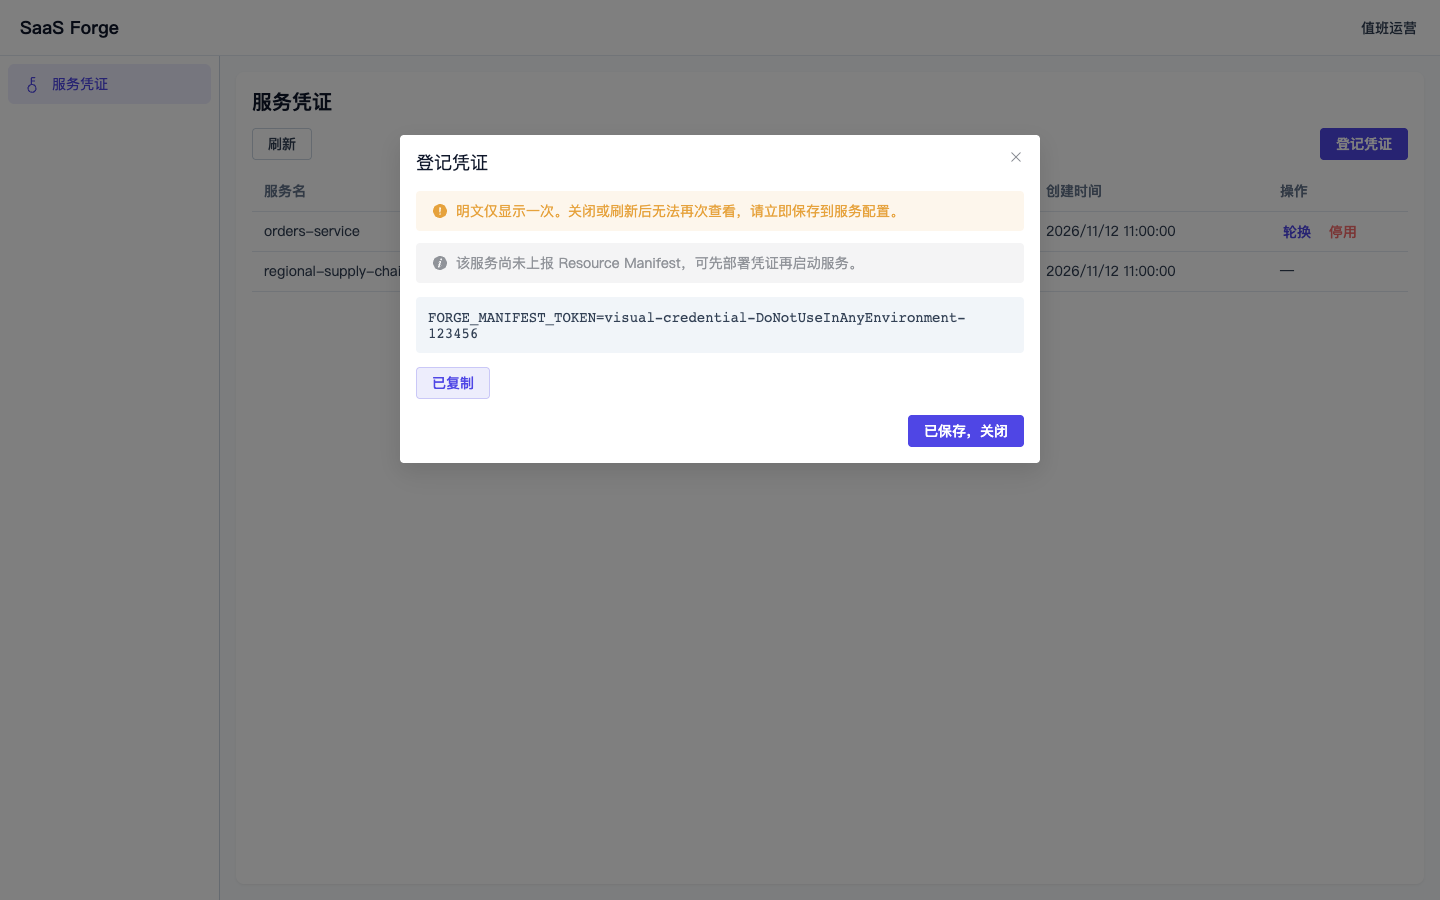 SaaS Forge
值班运营
服务凭证
服务凭证
刷新
登记凭证
服务名
创建时间
操作
orders-service
2026/11/12 11:00:00
轮换
停用
regional-supply-chai
2026/11/12 11:00:00
—
登记凭证
明文仅显示一次。关闭或刷新后无法再次查看，请立即保存到服务配置。
该服务尚未上报 Resource Manifest，可先部署凭证再启动服务。
FORGE_MANIFEST_TOKEN=visual-credential-DoNotUseInAnyEnvironment-
123456
已复制
已保存，关闭